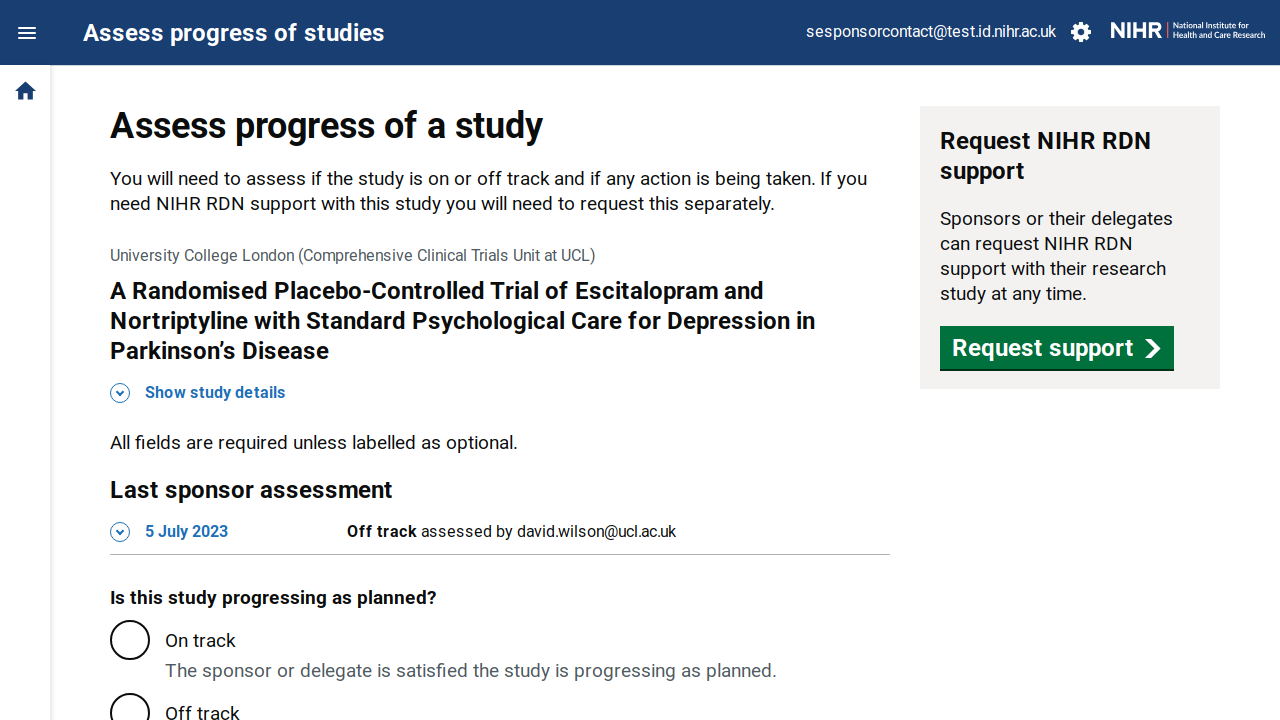 Assess progress of studies
sesponsorcontact@test.id.nihr.ac.uk
NIHR
National Institute for
Health and Care Research
Assess progress of a study
You will need to assess if the study is on or off track and if any action is being taken. If you
need NIHR RDN support with this study you will need to request this separately.
University College London (Comprehensive Clinical Trials Unit at UCL)
A Randomised Placebo-Controlled Trial of Escitalopram and
Nortriptyline with Standard Psychological Care for Depression in
Parkinson’s Disease
Show study details
All fields are required unless labelled as optional.
Last sponsor assessment
5 July 2023 Off track assessed by david.wilson@ucl.ac.uk
Is this study progressing as planned?
On track
The sponsor or delegate is satisfied the study is progressing as planned.
Off track
Request NIHR RDN
support
Sponsors or their delegates
can request NIHR RDN
support with their research
study at any time.
Request support